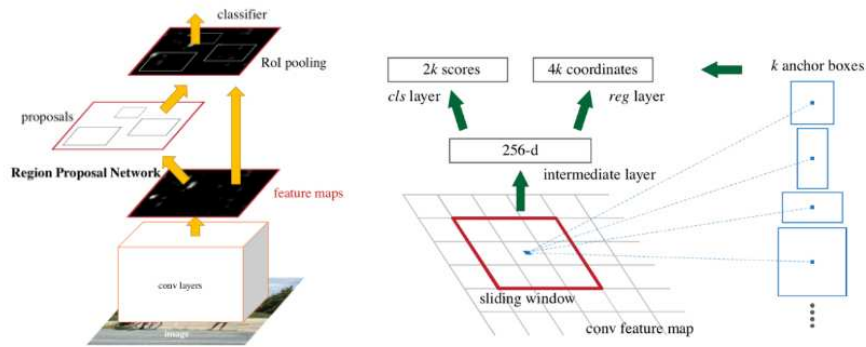 classifier
RoI pooling
proposals
Region Proposal Network
feature maps
conv layers
image
2k scores
4k coordinates
k anchor boxes
cls layer
reg layer
256-d
intermediate layer
sliding window
conv feature map